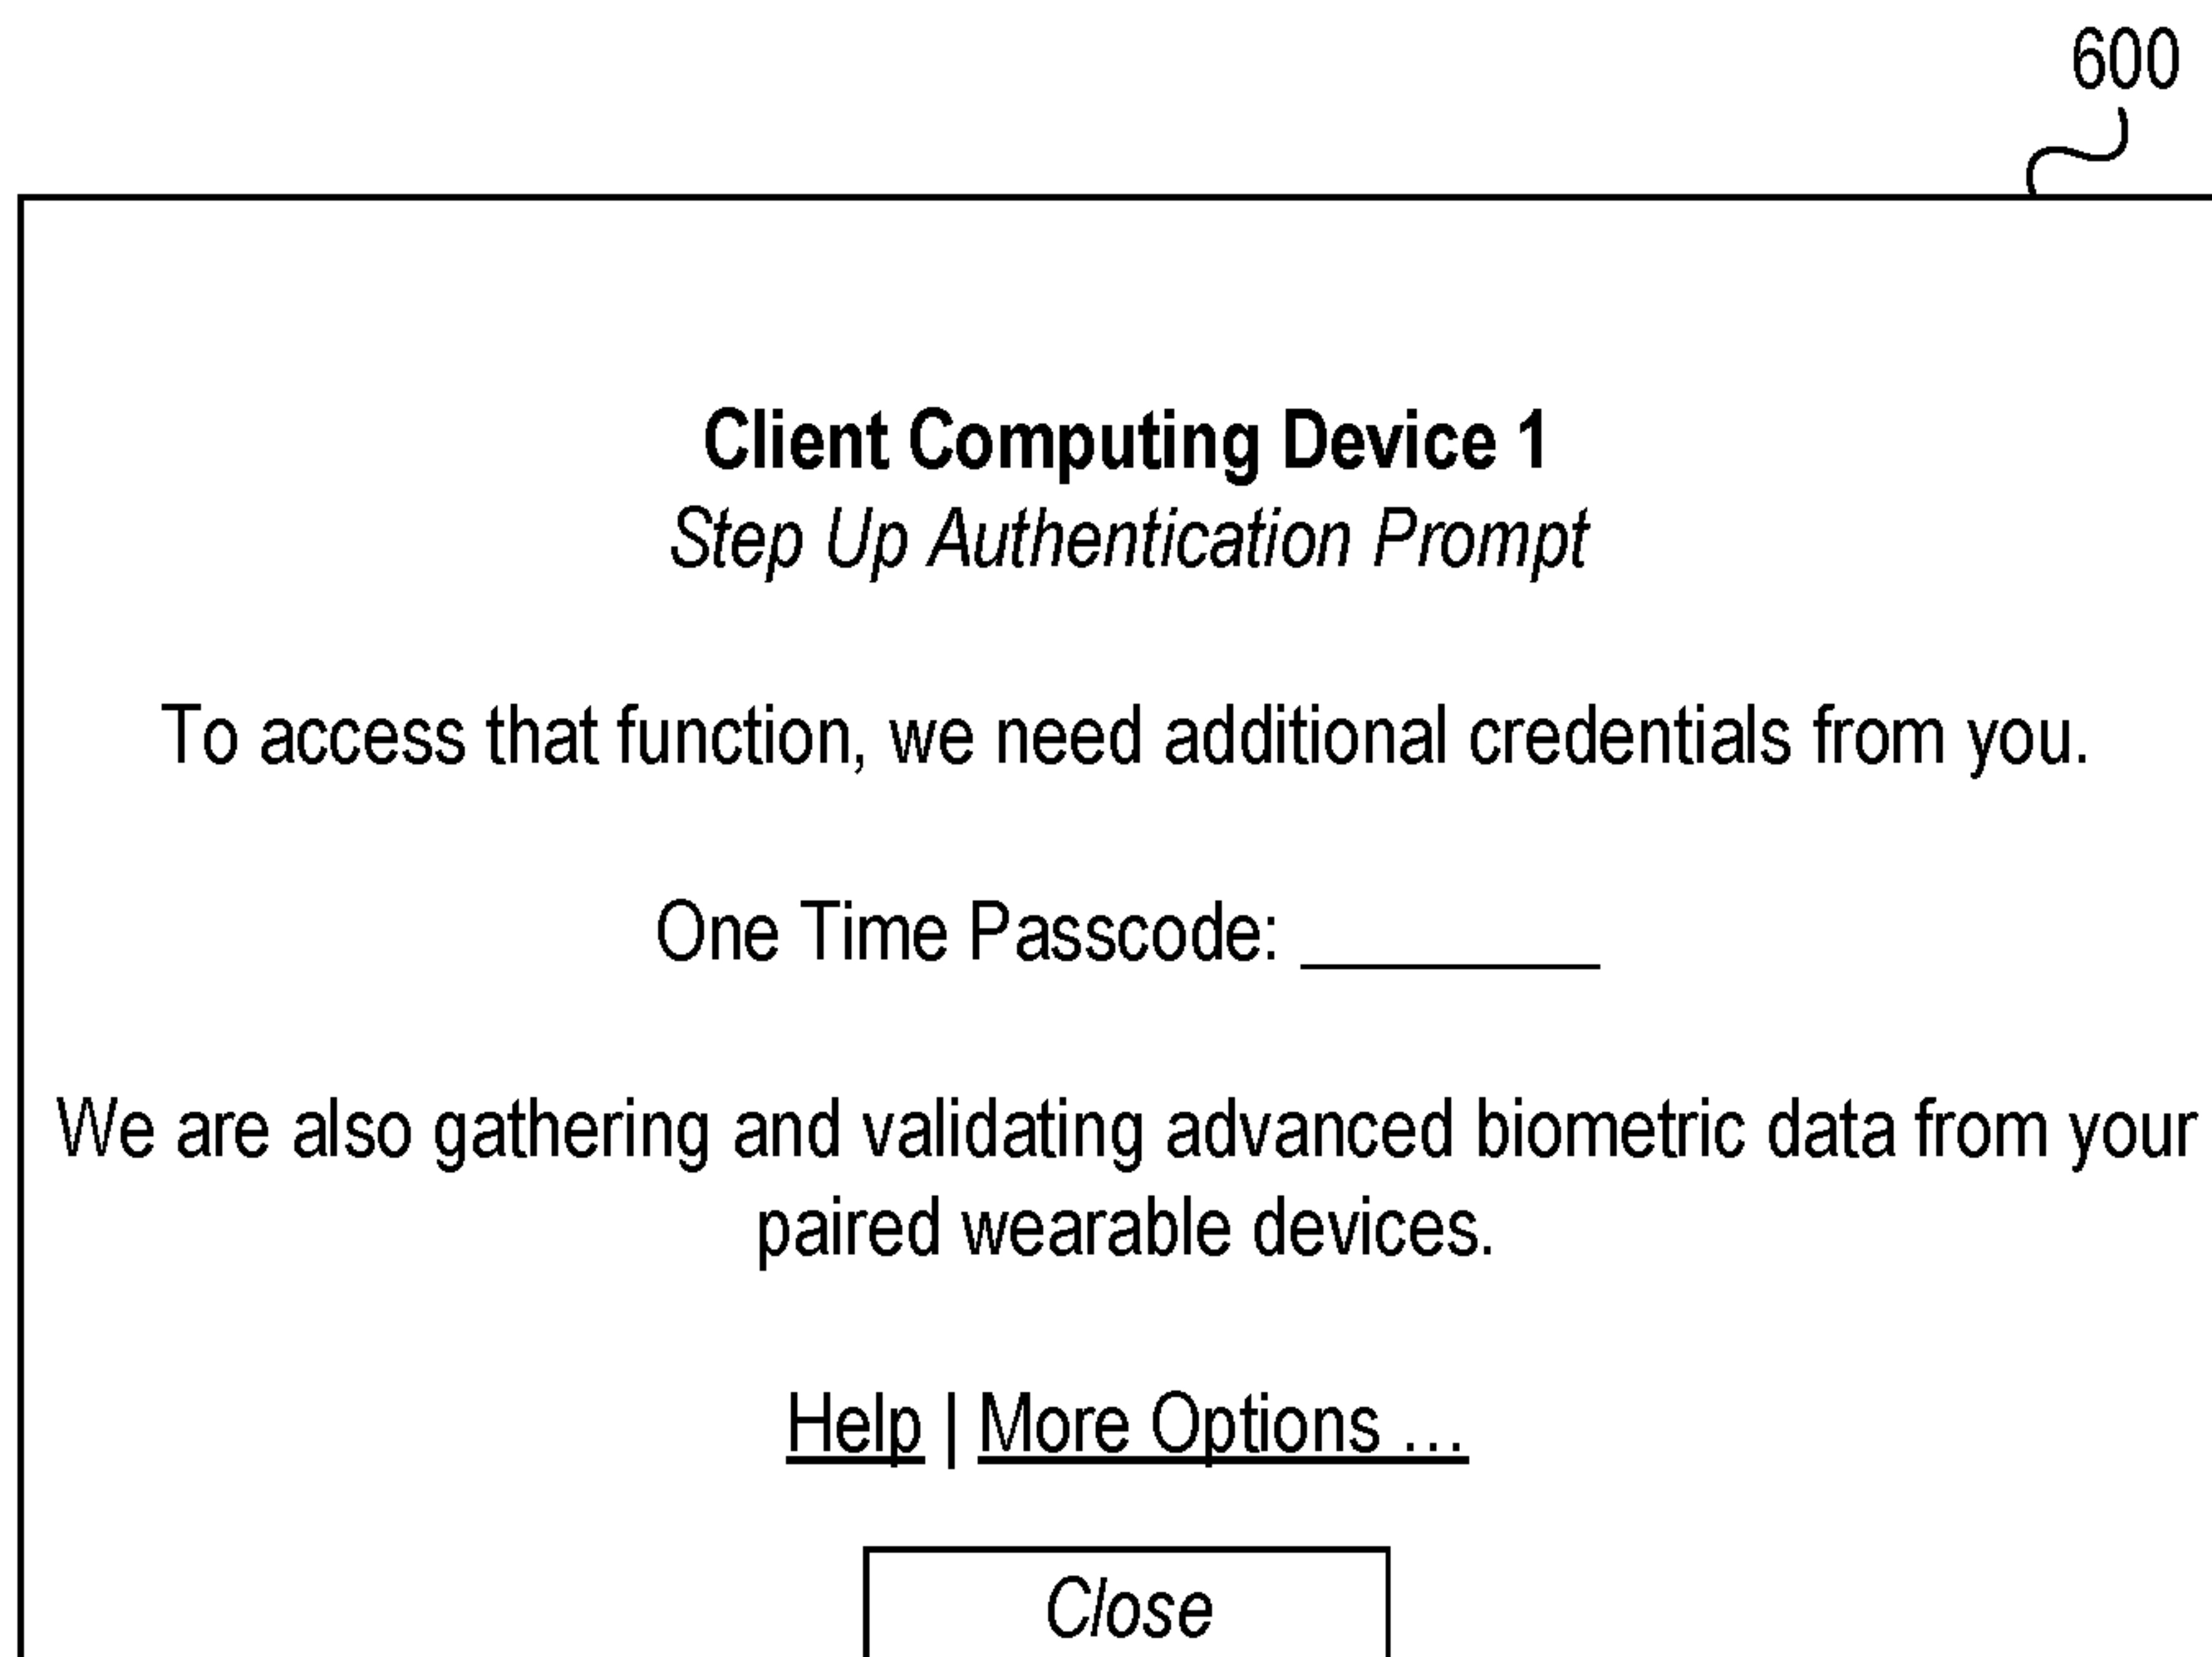 600
Client Computing Device 1
Step Up Authentication Prompt
To access that function, we need additional credentials from you.
One Time Passcode: ________
We are also gathering and validating advanced biometric data from your
paired wearable devices.
Help | More Options ...
Close